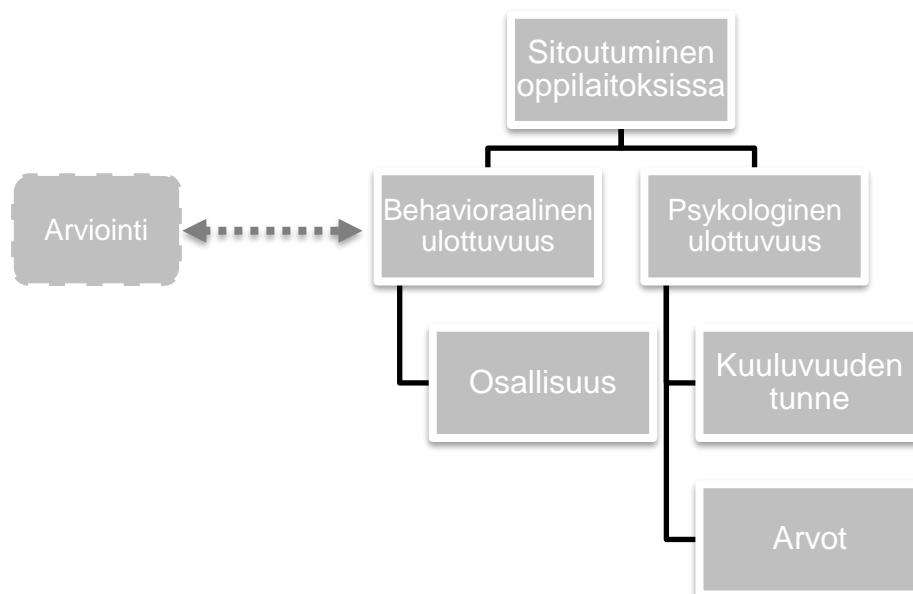 Sitoutuminen
oppilaitoksissa
Arviointi
Behavioraalinen
ulottuvuus
Psykologinen
ulottuvuus
Osallisuus
Kuuluvuuden
tunne
Arvot